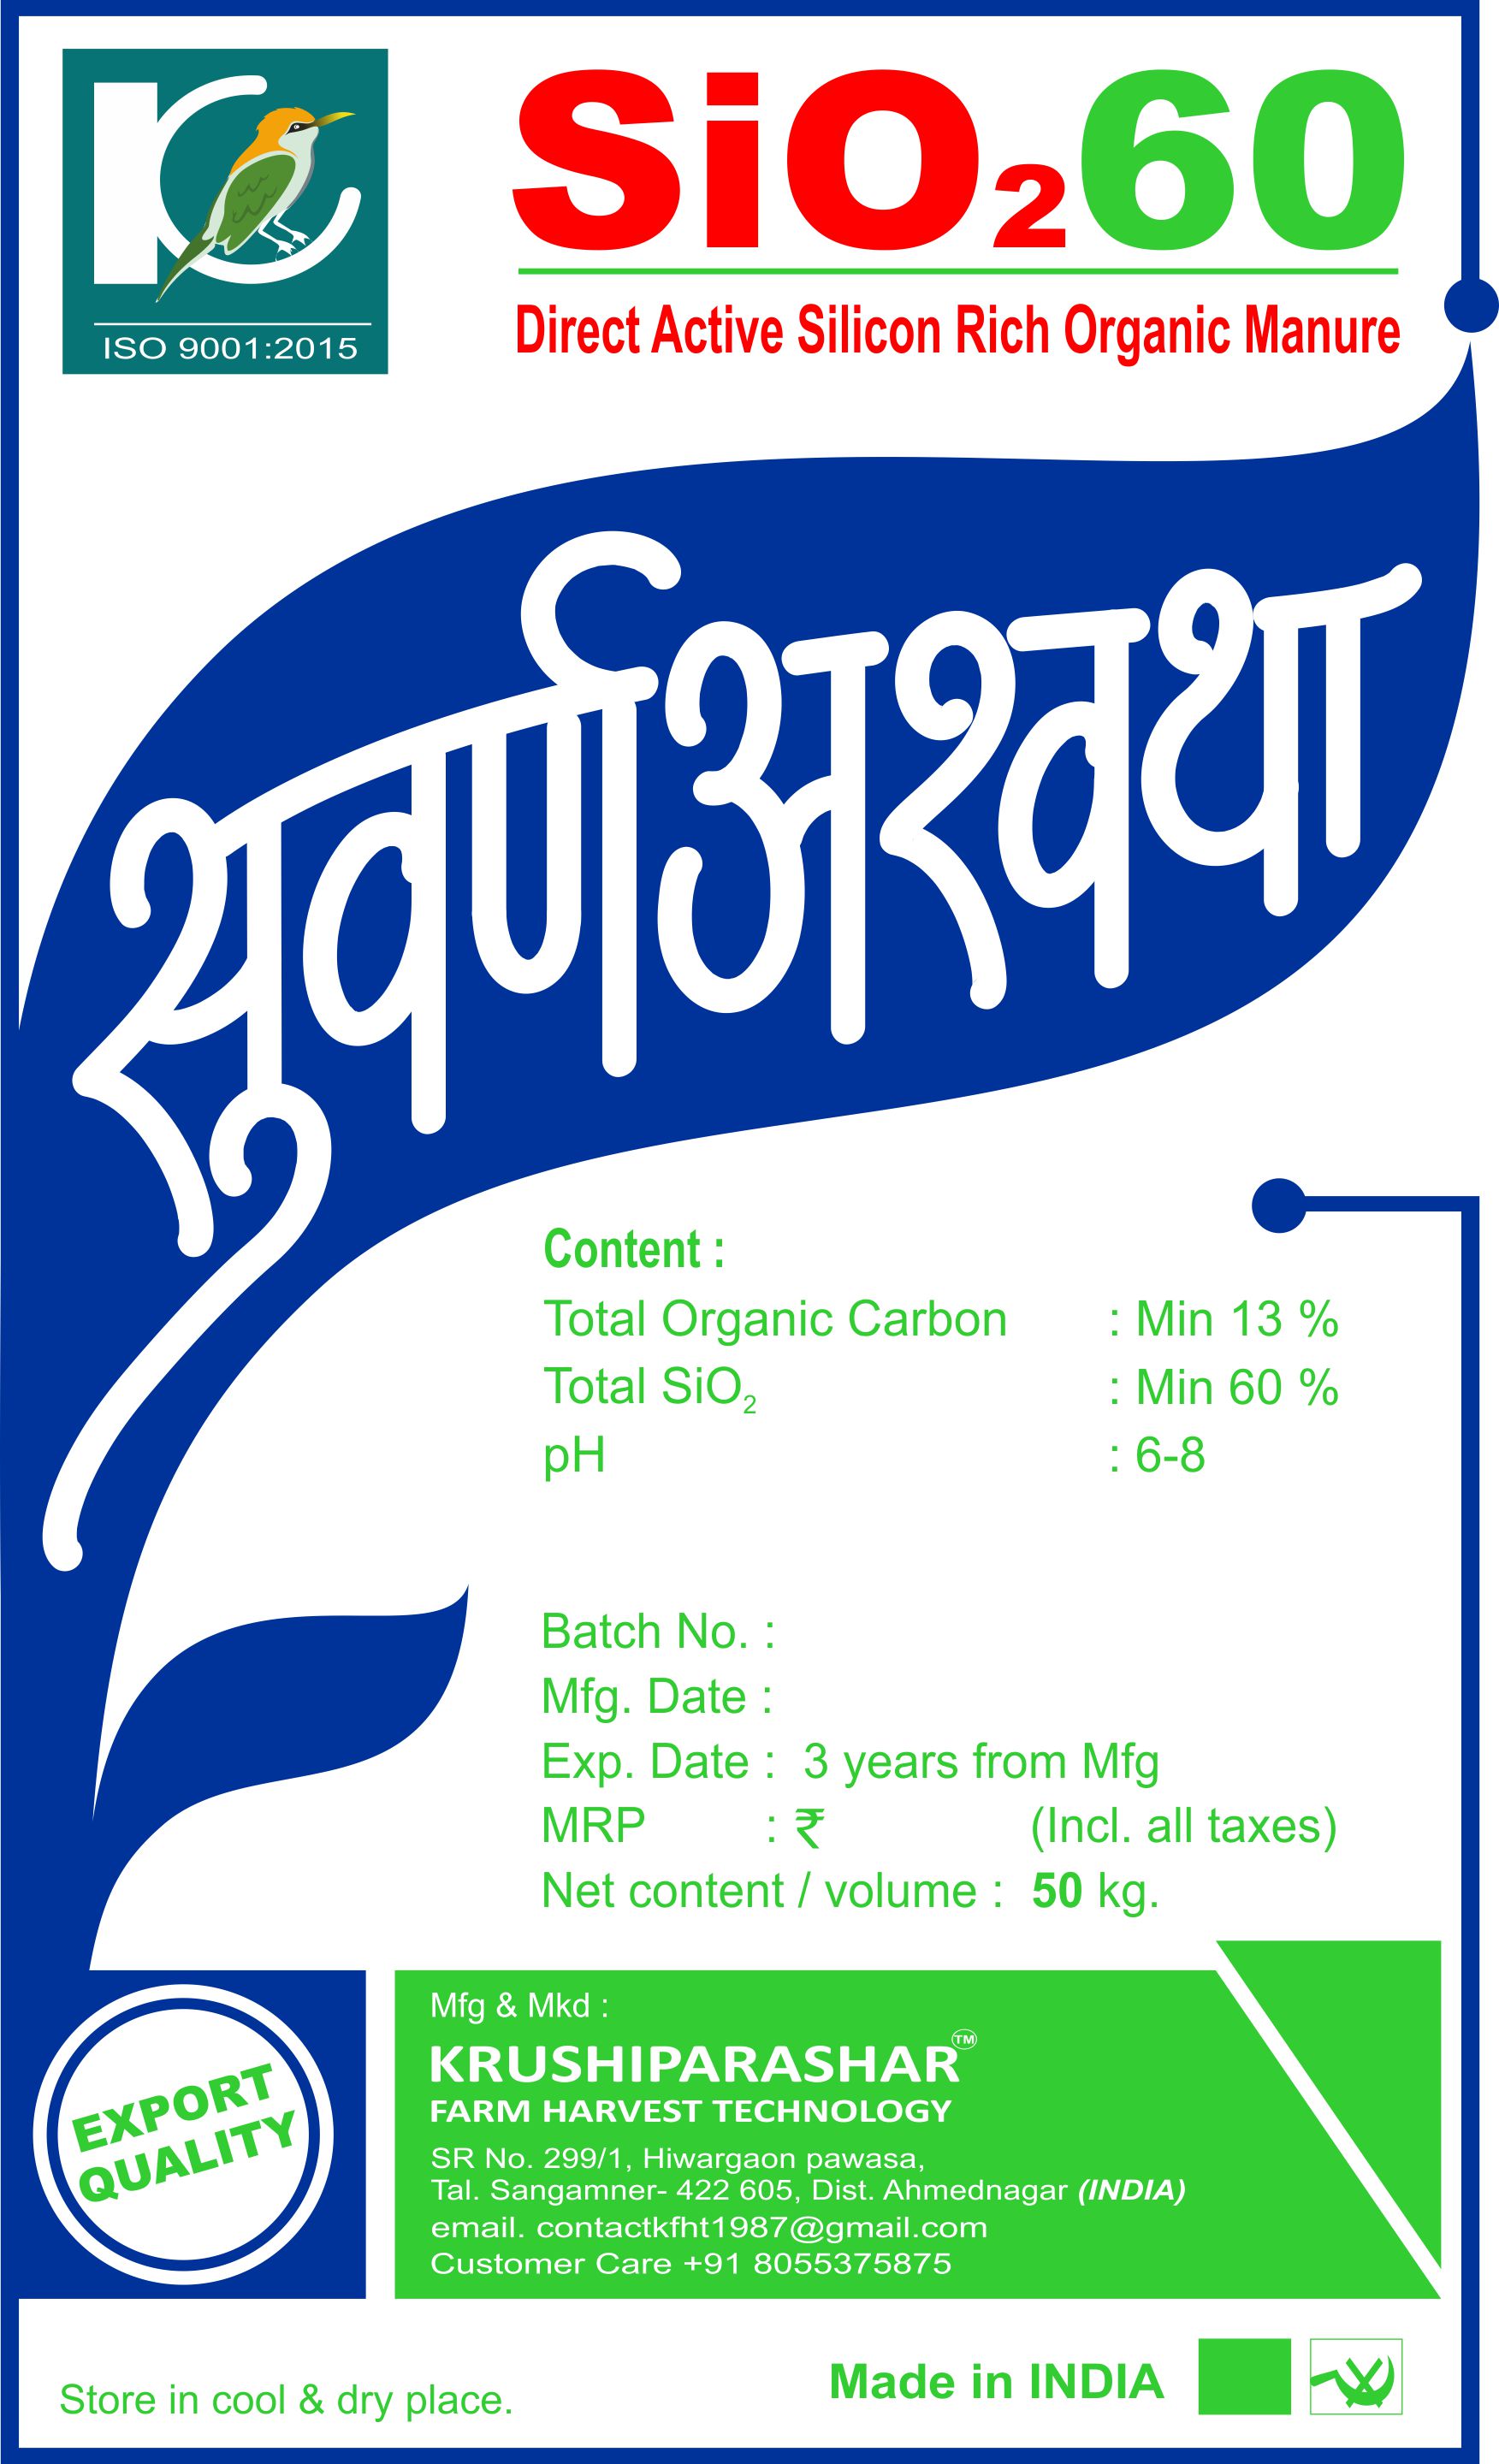 ISO 9001:2015
SiO₂60
Direct Active Silicon Rich Organic Manure
सुवर्णअश्वथा
Content :
Total Organic Carbon : Min 13 %
Total SiO₂ : Min 60 %
pH : 6-8
Batch No. :
Mfg. Date :
Exp. Date : 3 years from Mfg
MRP : ₹ (Incl. all taxes)
Net content / volume : 50 kg.
EXPORT
QUALITY
Mfg & Mkd :
KRUSHIPARASHAR™
FARM HARVEST TECHNOLOGY
SR No. 299/1, Hiwargaon pawasa,
Tal. Sangamner- 422 605, Dist. Ahmednagar (INDIA)
email. contactkfht1987@gmail.com
Customer Care +91 8055375875
Store in cool & dry place.
Made in INDIA